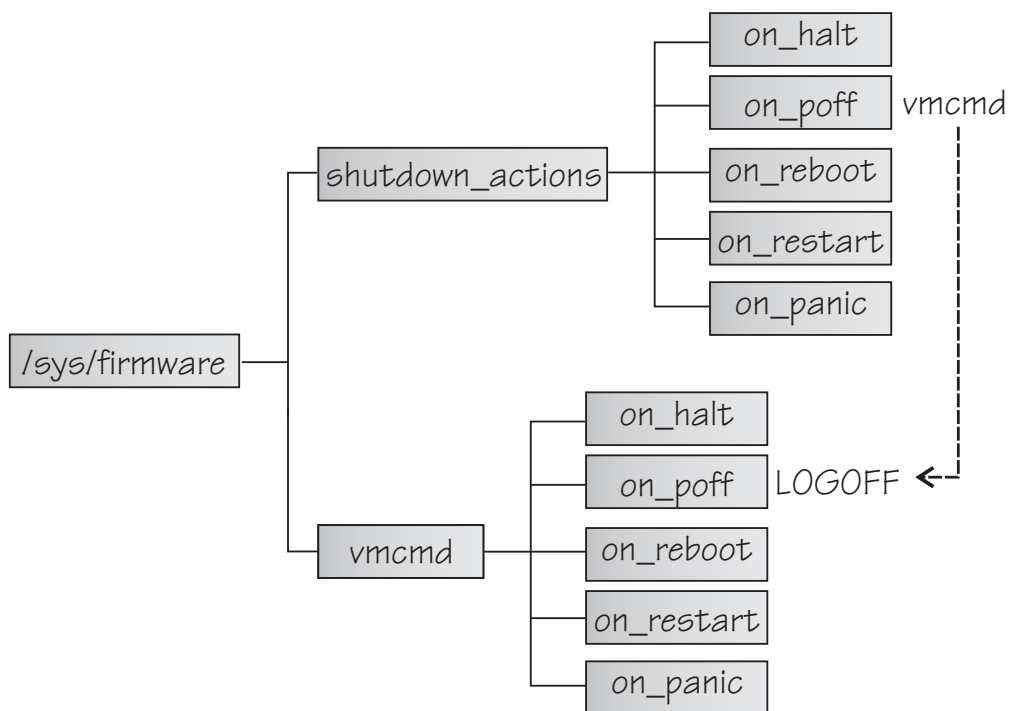 on_halt
on_poff vmcmd
shutdown_actions
on_reboot
on_restart
on_panic
/sys/firmware
on_halt
on_poff LOGOFF
vmcmd
on_reboot
on_restart
on_panic